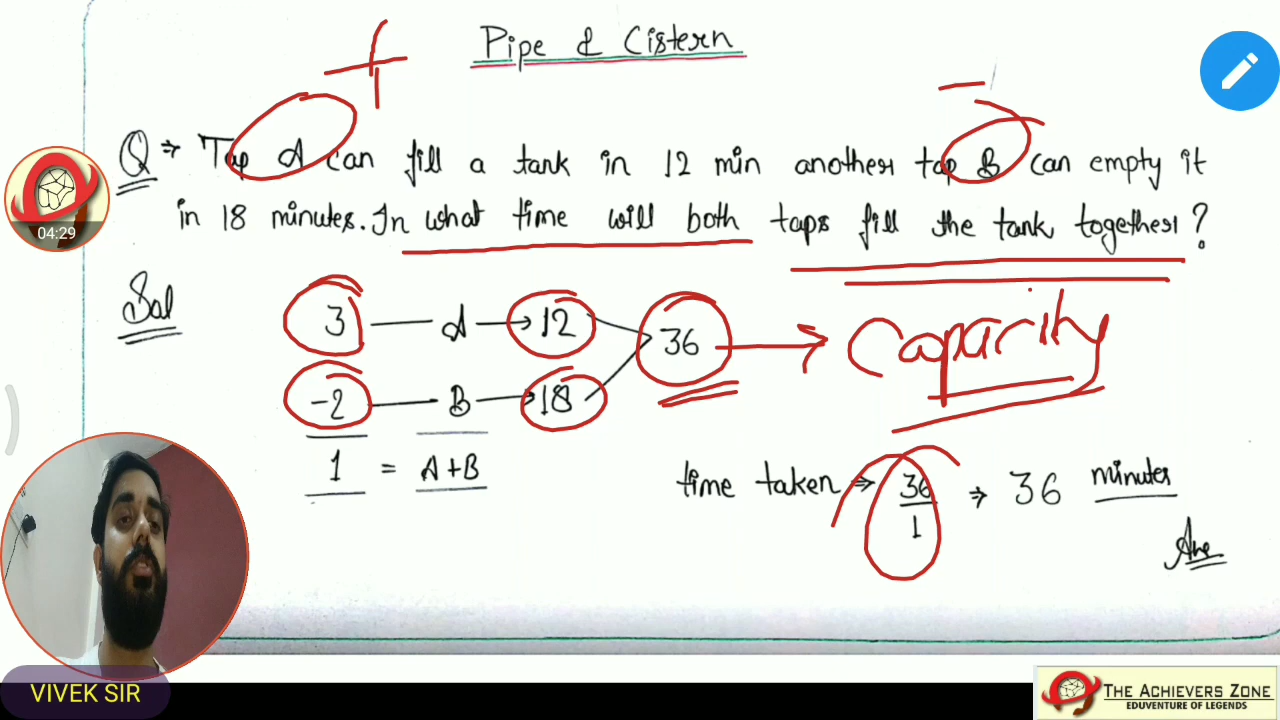 Pipe & Cistern
Q ⇒ Tap A can fill a tank in 12 min another tap B can empty it
in 18 minutes. In what time will both taps fill the tank together?
Sol
3 — A → 12
36 → Capacity
-2 — B → 18
1 = A+B
time taken ⇒ 36/1 ⇒ 36 minutes
Ans
+
-
04:29
VIVEK SIR
THE ACHIEVERS ZONE
EDUVENTURE OF LEGENDS